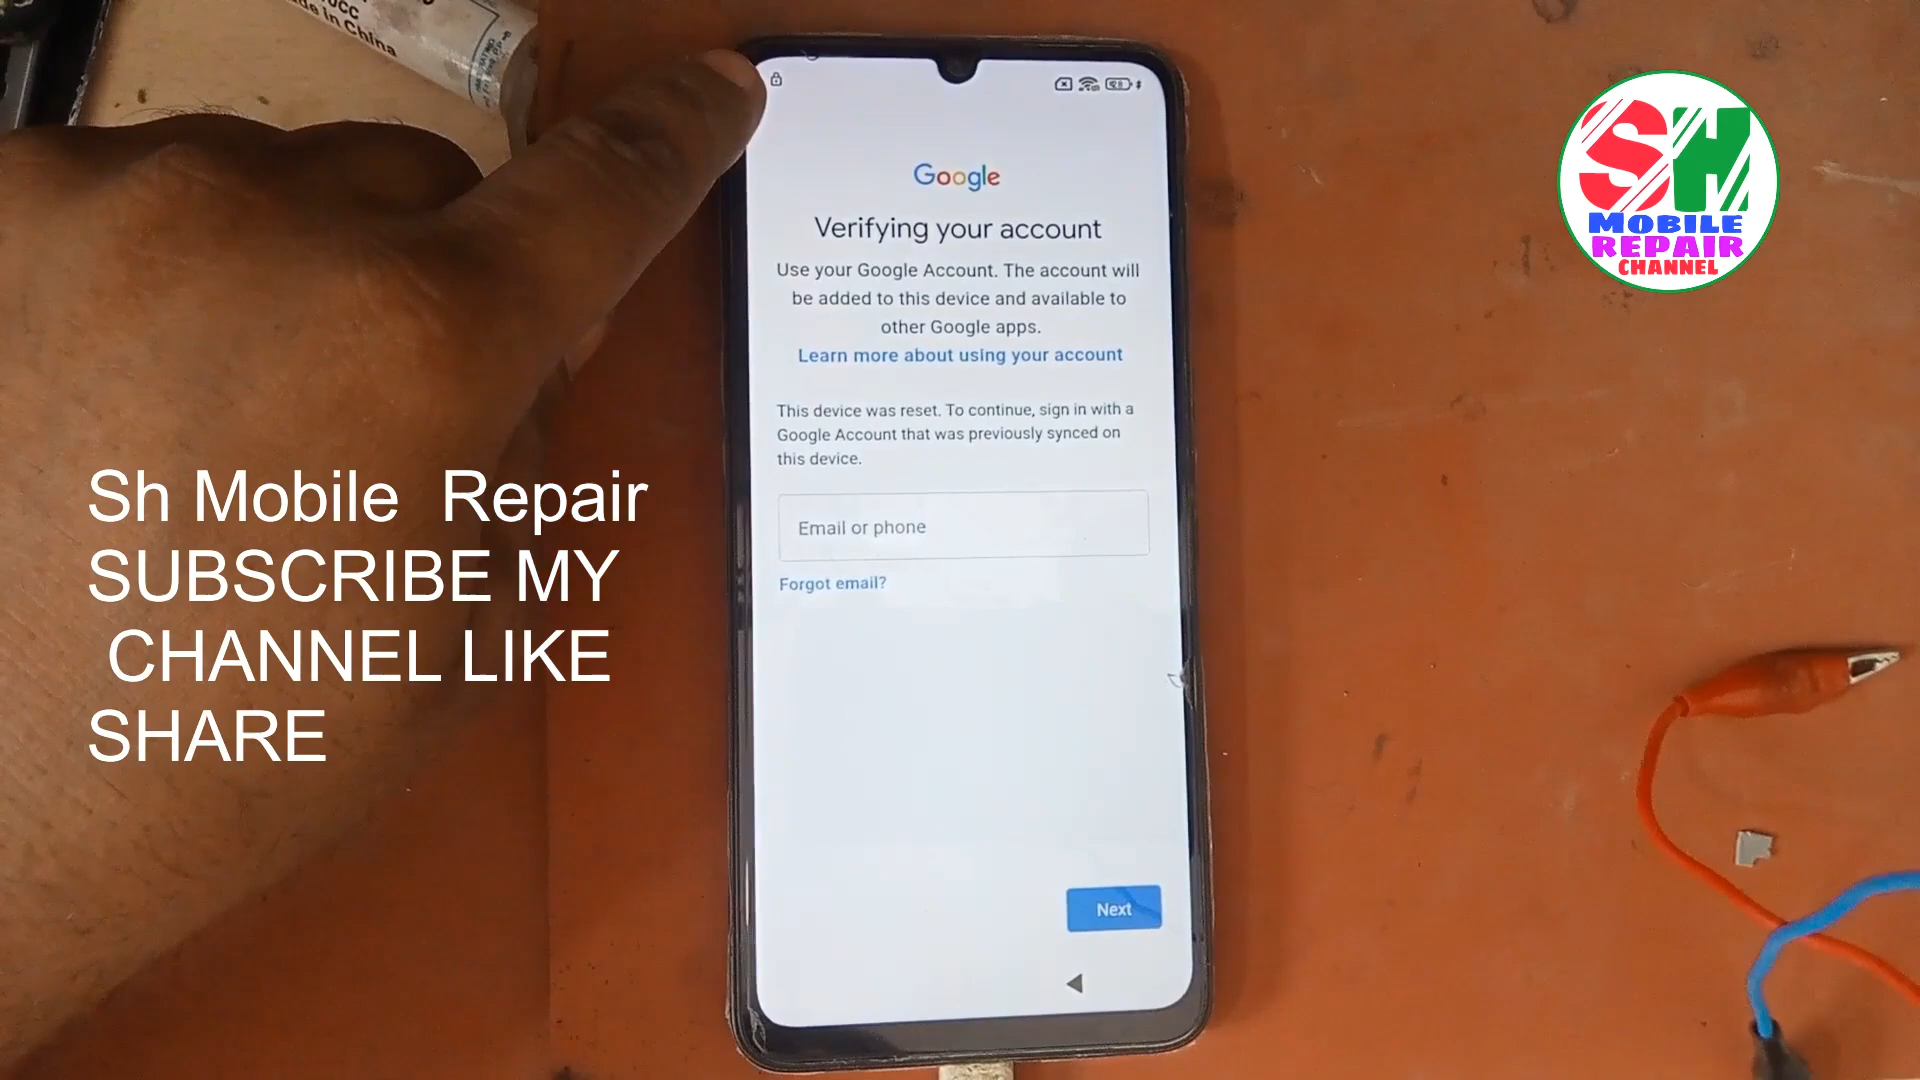 in China
Google
Verifying your account
Use your Google Account. The account will
be added to this device and available to
other Google apps.
Learn more about using your account
This device was reset. To continue, sign in with a
Google Account that was previously synced on
this device.
Email or phone
Forgot email?
Next
SH
MOBILE
REPAIR
CHANNEL
Sh Mobile  Repair
SUBSCRIBE MY
CHANNEL LIKE
SHARE